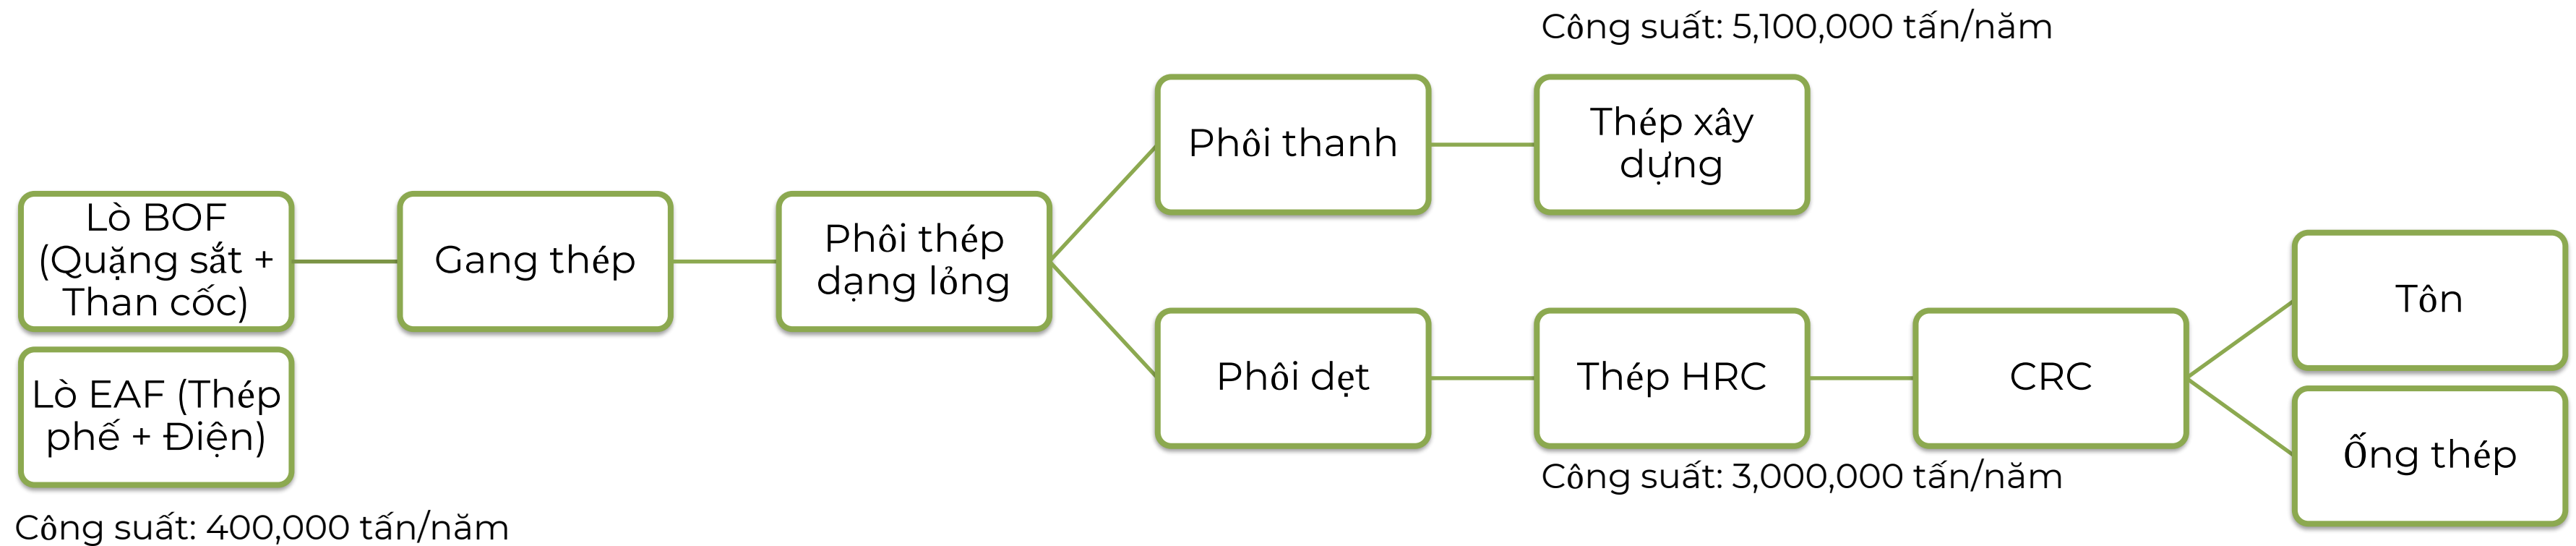 Công suất: 5,100,000 tấn/năm
Phôi thanh
Thép xây
dựng
Lò BOF
(Quặng sắt +
Than cốc)
Gang thép
Phôi thép
dạng lỏng
Lò EAF (Thép
phế + Điện)
Công suất: 400,000 tấn/năm
Phôi dẹt
Thép HRC
Công suất: 3,000,000 tấn/năm
CRC
Tôn
Ống thép